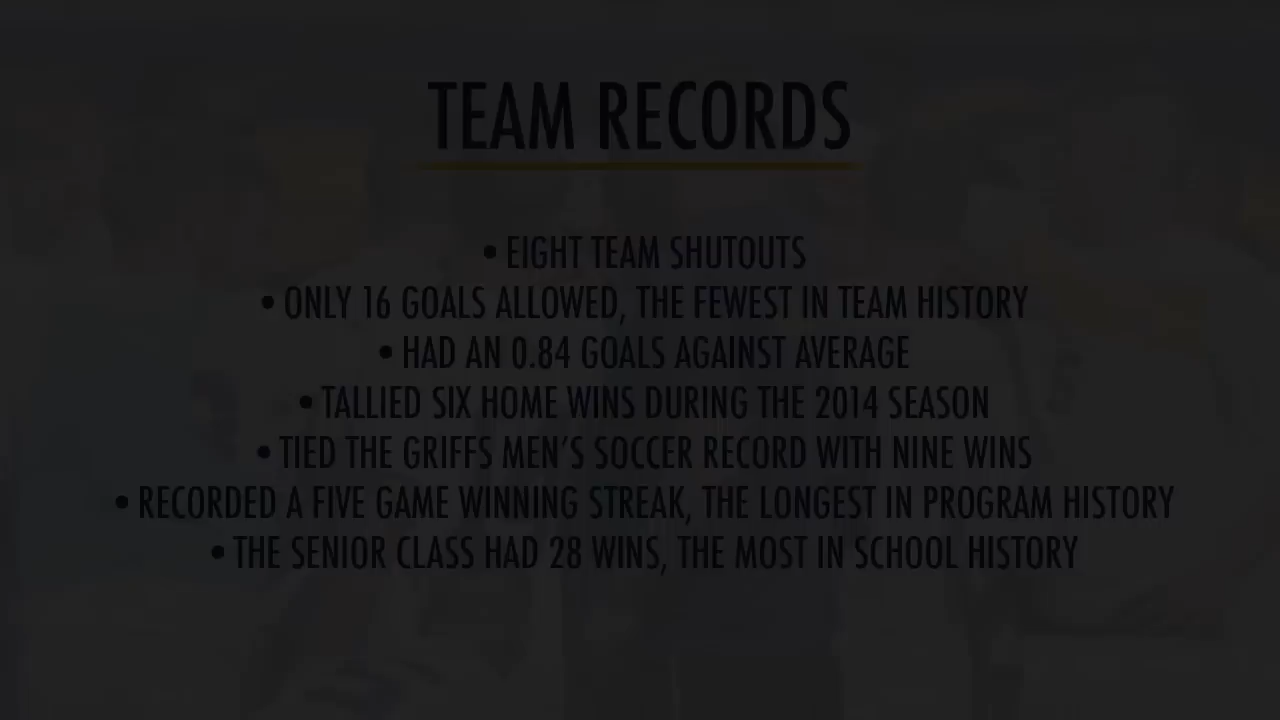 TEAM RECORDS
• EIGHT TEAM SHUTOUTS
• ONLY 16 GOALS ALLOWED, THE FEWEST IN TEAM HISTORY
• HAD AN 0.84 GOALS AGAINST AVERAGE
• TALLIED SIX HOME WINS DURING THE 2014 SEASON
• TIED THE GRIFFS MEN’S SOCCER RECORD WITH NINE WINS
• RECORDED A FIVE GAME WINNING STREAK, THE LONGEST IN PROGRAM HISTORY
• THE SENIOR CLASS HAD 28 WINS, THE MOST IN SCHOOL HISTORY